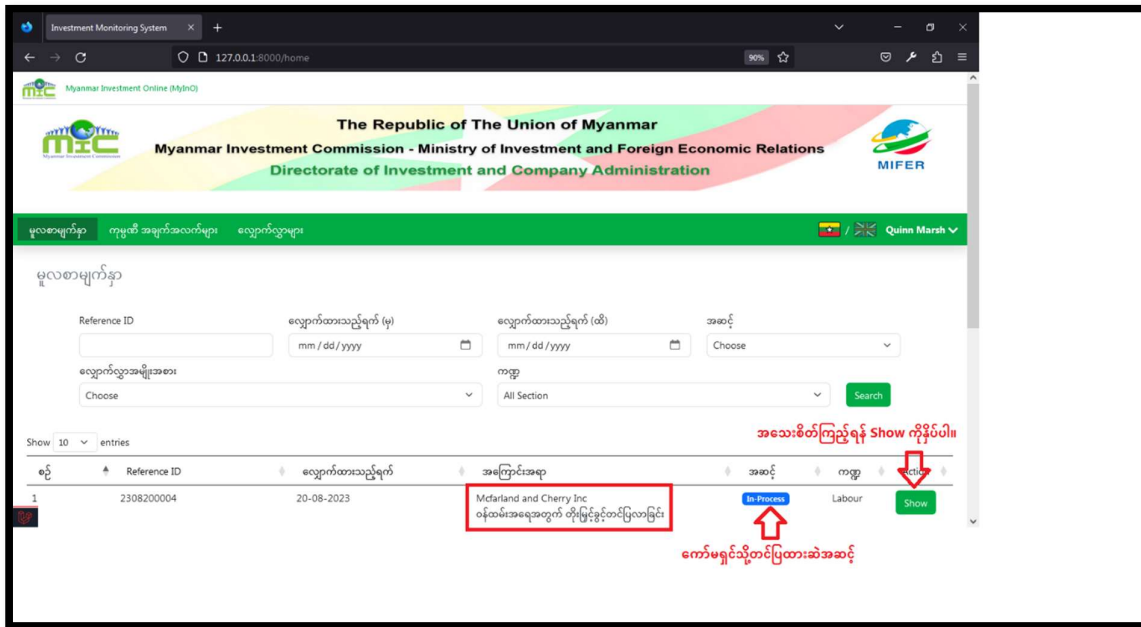 Investment Monitoring System
127.0.0.1:8000/home
90%
Myanmar Investment Online (MyInO)
The Republic of The Union of Myanmar
Myanmar Investment Commission - Ministry of Investment and Foreign Economic Relations
Directorate of Investment and Company Administration
MIC
Myanmar Investment Commission
MIFER
မူလစာမျက်နှာ ကုမ္ပဏီ အချက်အလက်များ လျှောက်လွှာများ / Quinn Marsh
မူလစာမျက်နှာ
Reference ID လျှောက်ထားသည့်ရက် (မှ) လျှောက်ထားသည့်ရက် (ထိ) အဆင့်
mm / dd / yyyy mm / dd / yyyy Choose
လျှောက်လွှာအမျိုးအစား ကဏ္ဍ
Choose All Section Search
အသေးစိတ်ကြည့်ရန် Show ကိုနှိပ်ပါ။
Show 10 entries
စဉ် Reference ID လျှောက်ထားသည့်ရက် အကြောင်းအရာ အဆင့် ကဏ္ဍ Action
1 2308200004 20-08-2023 Mcfarland and Cherry Inc In-Process Labour Show
ဝန်ထမ်းအရေအတွက် တိုးမြှင့်ခွင့်တင်ပြလာခြင်း
ကော်မရှင်သို့တင်ပြထားဆဲအဆင့်